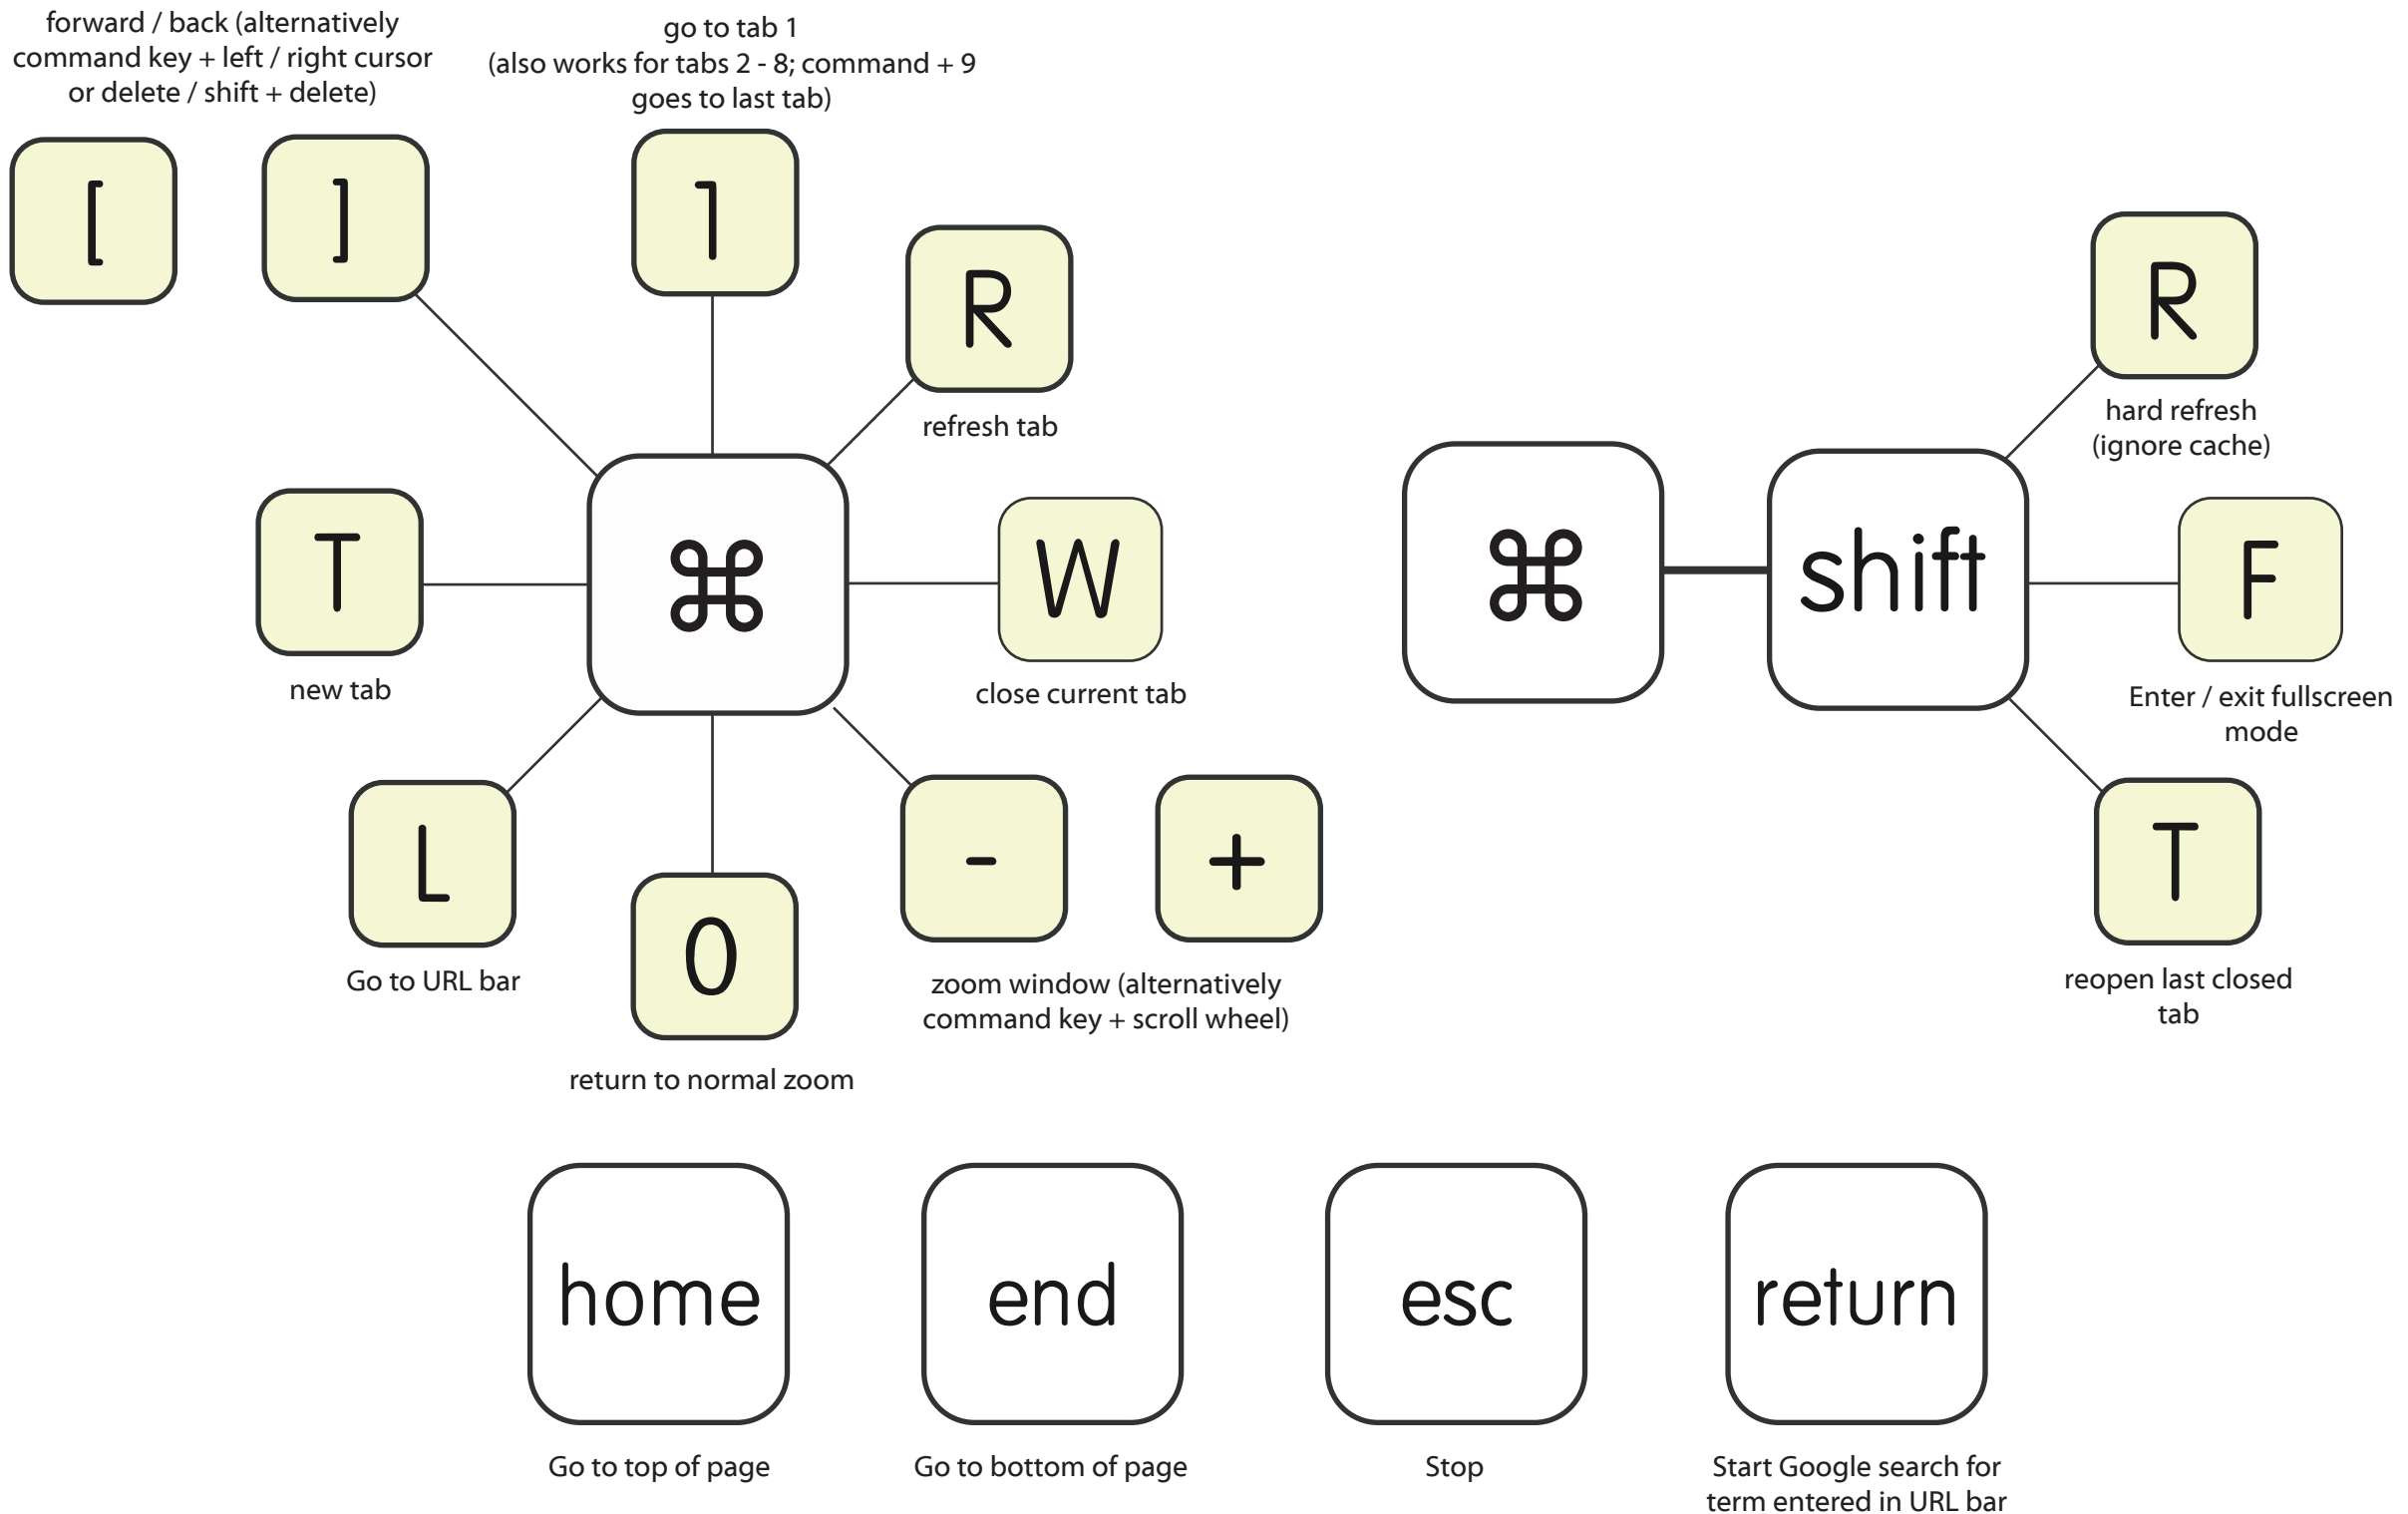 forward / back (alternatively
command key + left / right cursor
or delete / shift + delete)
go to tab 1
(also works for tabs 2 - 8; command + 9
goes to last tab)
[
]
1
R
refresh tab
T
new tab
⌘
W
close current tab
L
Go to URL bar
0
return to normal zoom
-
+
zoom window (alternatively
command key + scroll wheel)
⌘
shift
R
hard refresh
(ignore cache)
F
Enter / exit fullscreen
mode
T
reopen last closed
tab
home
Go to top of page
end
Go to bottom of page
esc
Stop
return
Start Google search for
term entered in URL bar